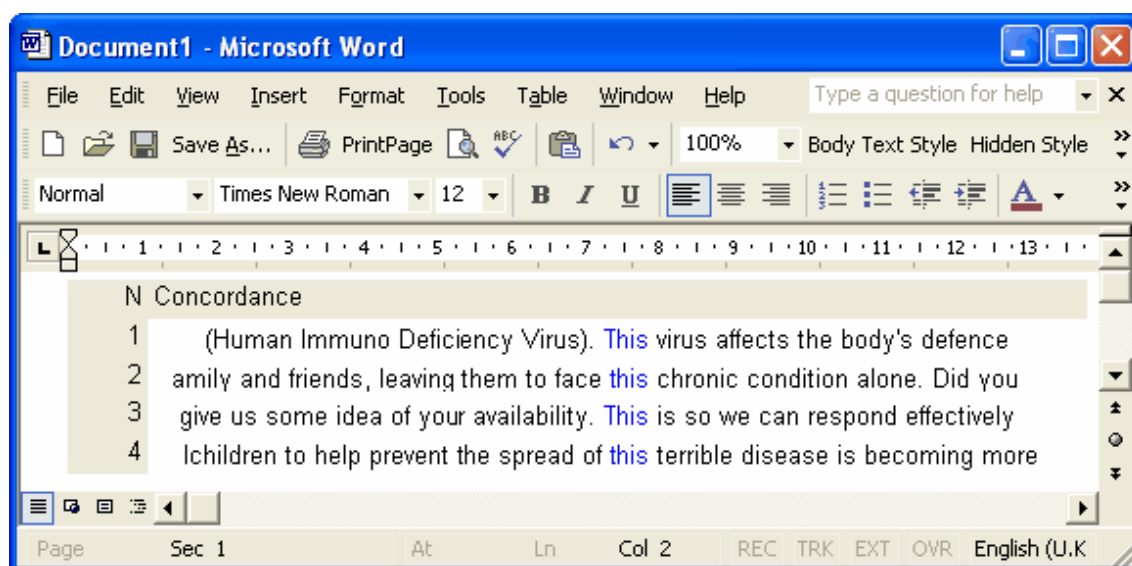 Document1 - Microsoft Word
File Edit View Insert Format Tools Table Window Help Type a question for help
Save As... PrintPage ABC 100% Body Text Style Hidden Style
Normal Times New Roman 12 B I U A
L 1 2 3 4 5 6 7 8 9 10 11 12 13
N Concordance
1 (Human Immuno Deficiency Virus). This virus affects the body's defence
2 amily and friends, leaving them to face this chronic condition alone. Did you
3 give us some idea of your availability. This is so we can respond effectively
4 lchildren to help prevent the spread of this terrible disease is becoming more
Page Sec 1 At Ln Col 2 REC TRK EXT OVR English (U.K